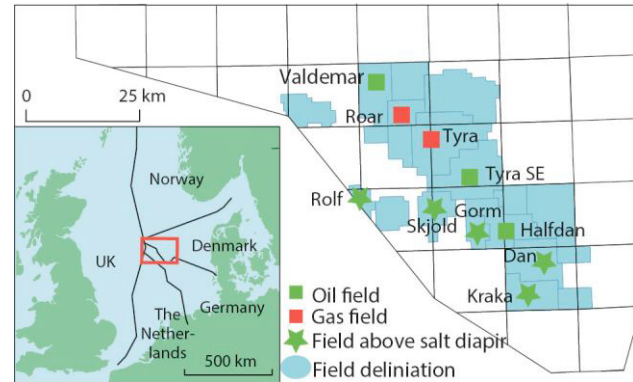 Valdemar
0
25 km
Roar
Tyra
Norway
Tyra SE
Rolf
Gorm
Skjold
Halfdan
Denmark
UK
Dan
Oil field
Germany
Kraka
Gas field
The
Nether-
lands
Field above salt diapir
500 km
Field deliniation